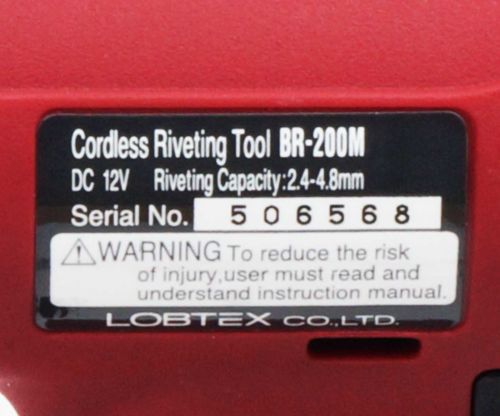 Cordless Riveting Tool BR-200M
DC 12V Riveting Capacity:2.4-4.8mm
Serial No. 506568
⚠WARNING To reduce the risk
of injury,user must read and
understand instruction manual.
LOBTEX CO.,LTD.